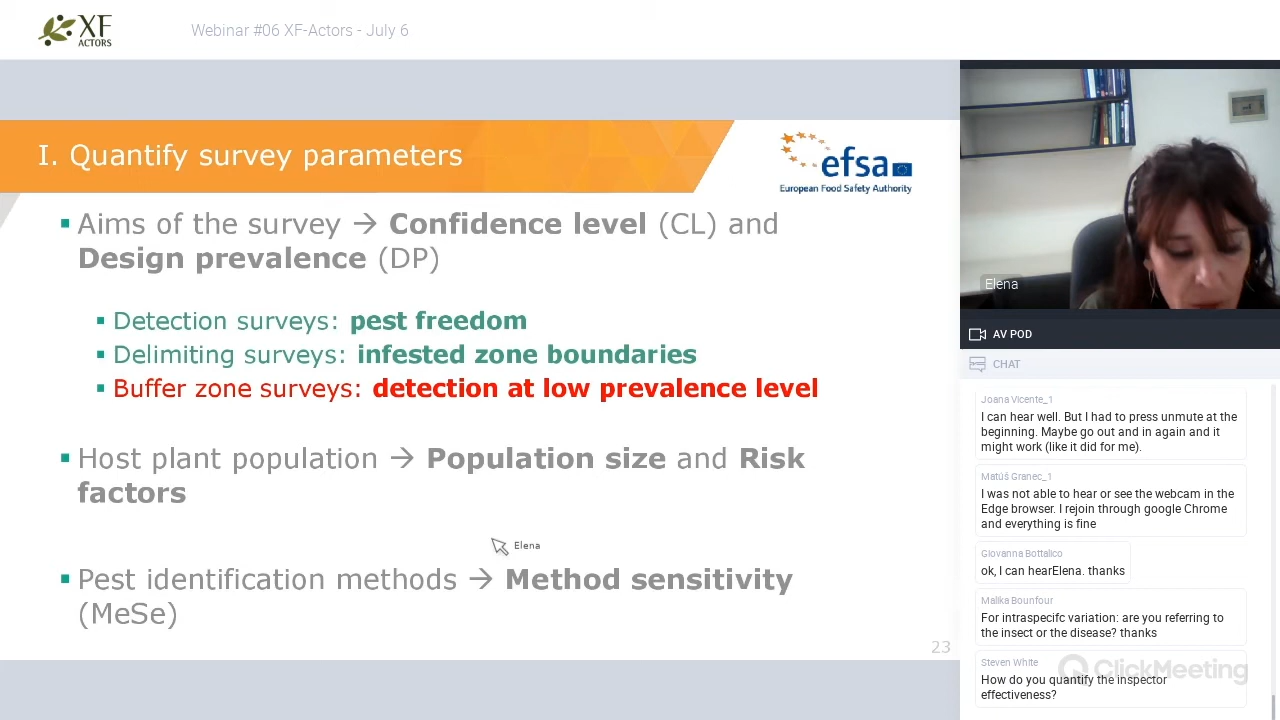 XF
ACTORS
Webinar #06 XF-Actors - July 6
I. Quantify survey parameters
efsa
European Food Safety Authority
▪ Aims of the survey → Confidence level (CL) and
Design prevalence (DP)
▪ Detection surveys: pest freedom
▪ Delimiting surveys: infested zone boundaries
▪ Buffer zone surveys: detection at low prevalence level
▪ Host plant population → Population size and Risk
factors
Elena
▪ Pest identification methods → Method sensitivity
(MeSe)
23
Elena
AV POD
CHAT
Joana Vicente_1
I can hear well. But I had to press unmute at the
beginning. Maybe go out and in again and it
might work (like it did for me).
Matúš Granec_1
I was not able to hear or see the webcam in the
Edge browser. I rejoin through google Chrome
and everything is fine
Giovanna Bottalico
ok, I can hearElena. thanks
Malika Bounfour
For intraspecifc variation: are you referring to
the insect or the disease? thanks
Steven White
How do you quantify the inspector
effectiveness?
ClickMeeting